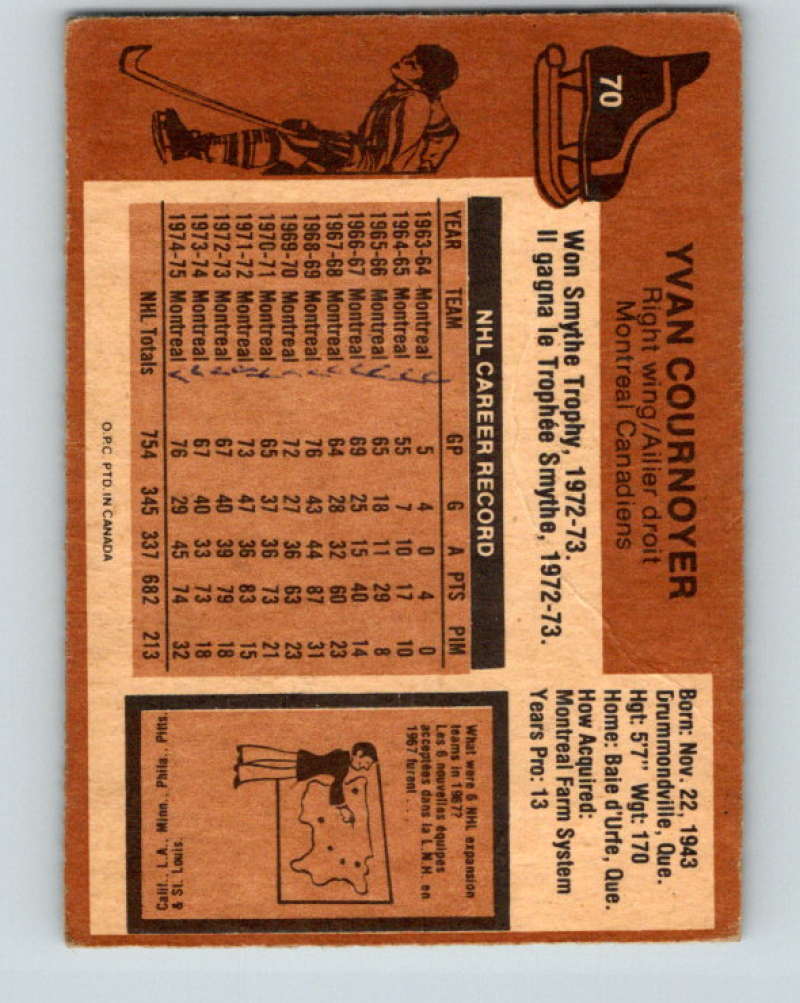 70
YVAN COURNOYER
Right wing/Ailier droit
Montreal Canadiens
Won Smythe Trophy, 1972-73.
Il gagna le Trophée Smythe, 1972-73.
NHL CAREER RECORD
YEAR TEAM GP G A PTS PIM
1963-64 Montreal 5 4 0 4 0
1964-65 Montreal 55 7 10 17 10
1965-66 Montreal 65 18 11 29 8
1966-67 Montreal 69 25 15 40 14
1967-68 Montreal 64 28 32 60 23
1968-69 Montreal 76 43 44 87 31
1969-70 Montreal 72 27 36 63 23
1970-71 Montreal 65 37 36 73 21
1971-72 Montreal 73 47 36 83 15
1972-73 Montreal 67 40 39 79 18
1973-74 Montreal 67 40 33 73 18
1974-75 Montreal 76 29 45 74 32
NHL Totals 754 345 337 682 213
O.P.C. PTD. IN CANADA
Born: Nov. 22, 1943
Drummondville, Que.
Hgt: 5'7" Wgt: 170
Home: Baie d'Urfe, Que.
How Acquired:
Montreal Farm System
Years Pro: 13
What were 6 NHL expansion
teams in 1967?
Les 6 nouvelles équipes
acceptées dans la L.N.H. en
1967 furent . . .
Pitts., Phila., Minn., L.A., Calif.
& St. Louis.